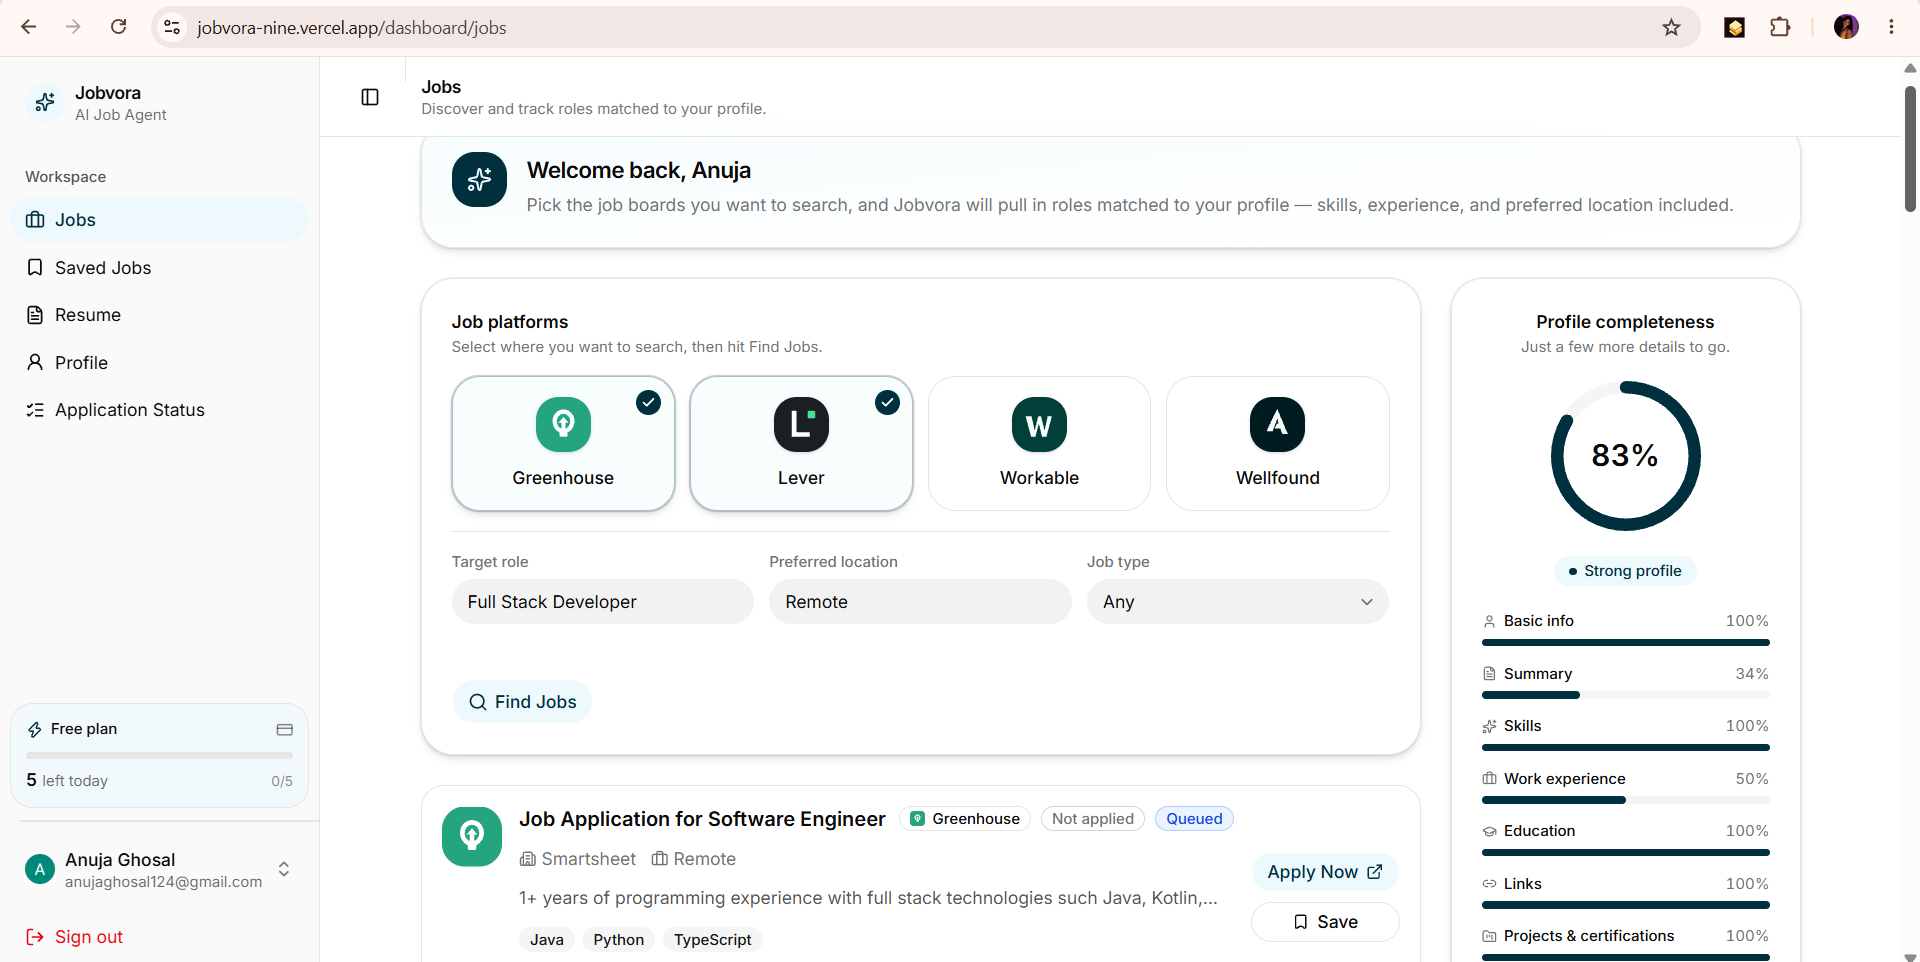 jobvora-nine.vercel.app/dashboard/jobs
Jobvora
AI Job Agent
Workspace
Jobs
Saved Jobs
Resume
Profile
Application Status
Free plan
5 left today
0/5
A
Anuja Ghosal
anujaghosal124@gmail.com
Sign out
Jobs
Discover and track roles matched to your profile.
Welcome back, Anuja
Pick the job boards you want to search, and Jobvora will pull in roles matched to your profile — skills, experience, and preferred location included.
Job platforms
Select where you want to search, then hit Find Jobs.
Greenhouse
L
Lever
W
Workable
A
Wellfound
Target role
Preferred location
Job type
Full Stack Developer
Remote
Any
Find Jobs
Job Application for Software Engineer
Greenhouse
Not applied
Queued
Smartsheet
Remote
1+ years of programming experience with full stack technologies such Java, Kotlin,...
Java
Python
TypeScript
Apply Now
Save
Profile completeness
Just a few more details to go.
83%
Strong profile
Basic info 100%
Summary 34%
Skills 100%
Work experience 50%
Education 100%
Links 100%
Projects & certifications 100%